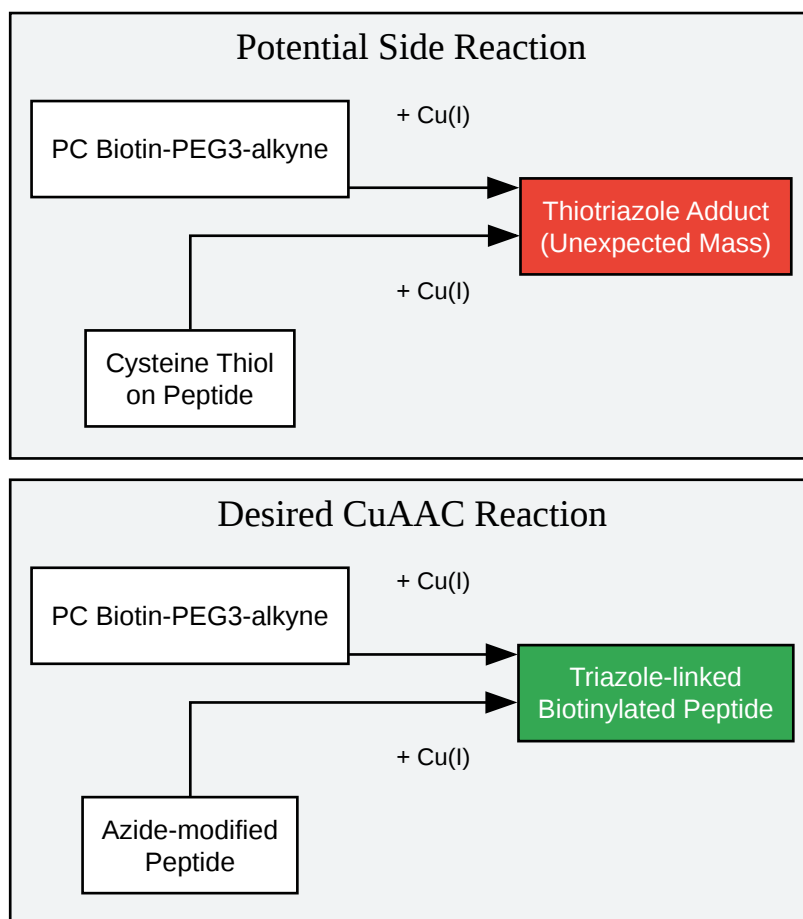 Potential Side Reaction
PC Biotin-PEG3-alkyne
+ Cu(I)
Thiotriazole Adduct
(Unexpected Mass)
+ Cu(I)
Cysteine Thiol
on Peptide
Desired CuAAC Reaction
PC Biotin-PEG3-alkyne
+ Cu(I)
Triazole-linked
Biotinylated Peptide
+ Cu(I)
Azide-modified
Peptide